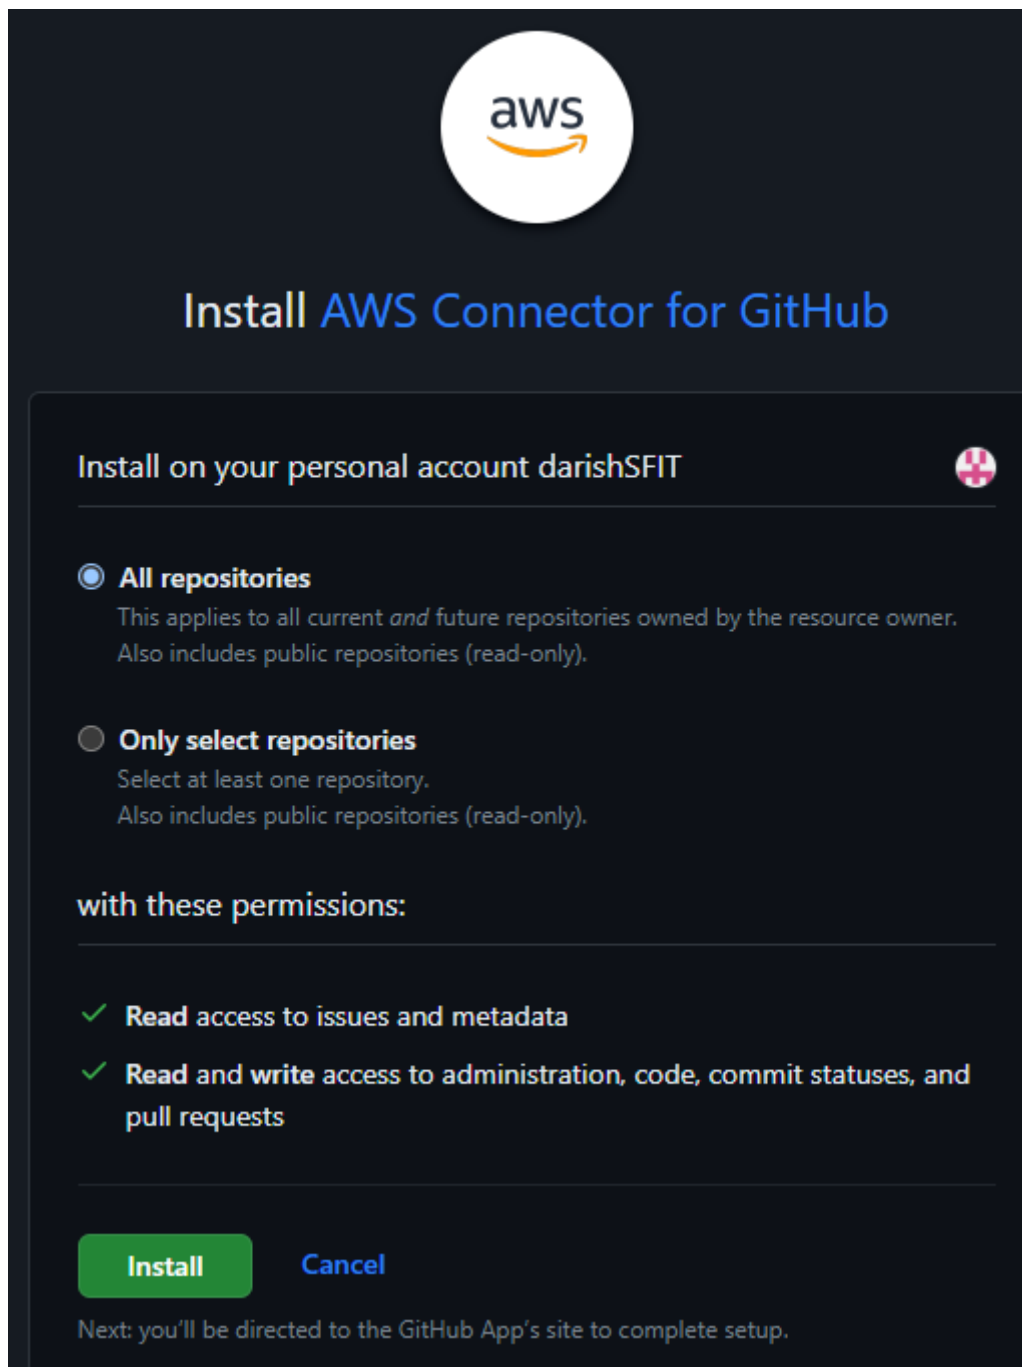 aws
Install AWS Connector for GitHub
Install on your personal account darishSFIT
All repositories
This applies to all current and future repositories owned by the resource owner.
Also includes public repositories (read-only).
Only select repositories
Select at least one repository.
Also includes public repositories (read-only).
with these permissions:
Read access to issues and metadata
Read and write access to administration, code, commit statuses, and
pull requests
Install Cancel
Next: you'll be directed to the GitHub App's site to complete setup.